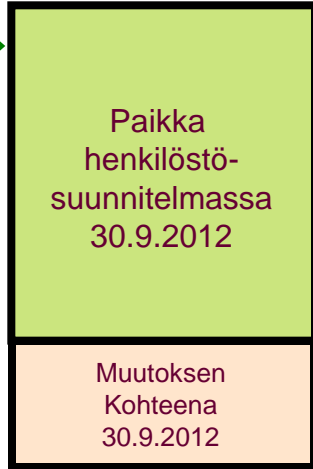 Paikka
henkilöstö-
suunnitelmassa
30.9.2012
Muutoksen
Kohteena
30.9.2012